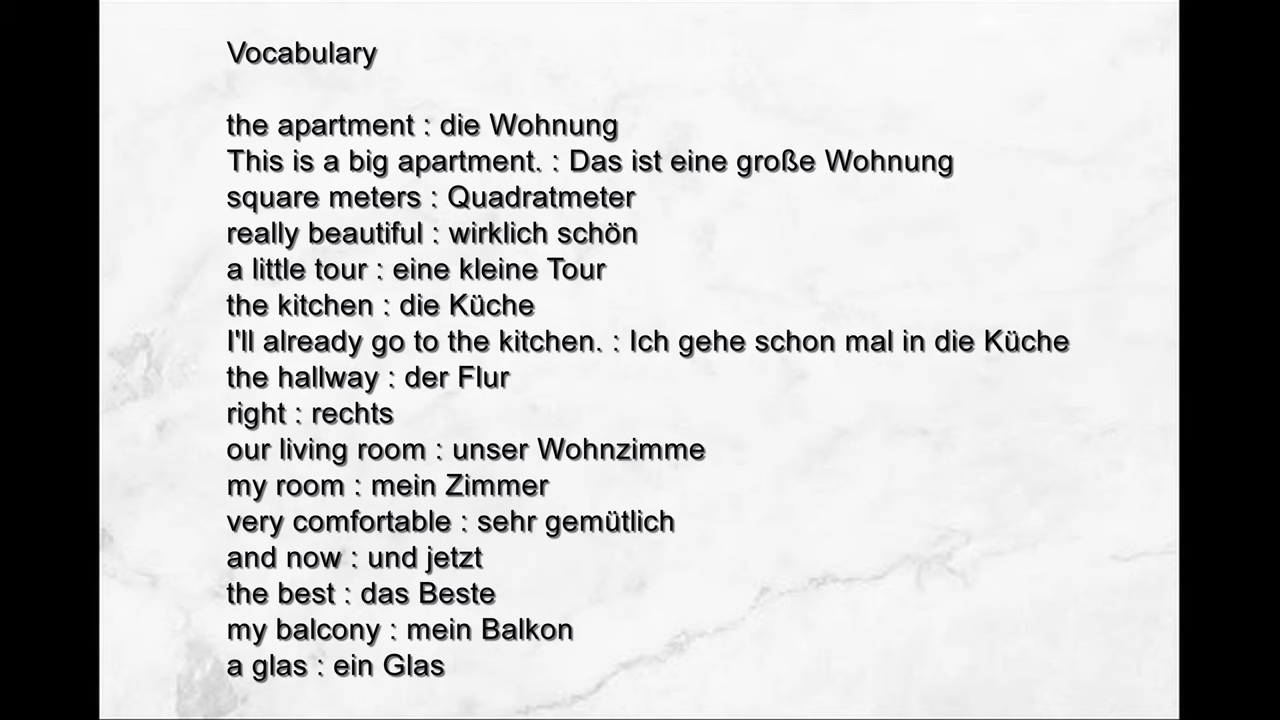 Vocabulary
the apartment : die Wohnung
This is a big apartment. : Das ist eine große Wohnung
square meters : Quadratmeter
really beautiful : wirklich schön
a little tour : eine kleine Tour
the kitchen : die Küche
I'll already go to the kitchen. : Ich gehe schon mal in die Küche
the hallway : der Flur
right : rechts
our living room : unser Wohnzimme
my room : mein Zimmer
very comfortable : sehr gemütlich
and now : und jetzt
the best : das Beste
my balcony : mein Balkon
a glas : ein Glas